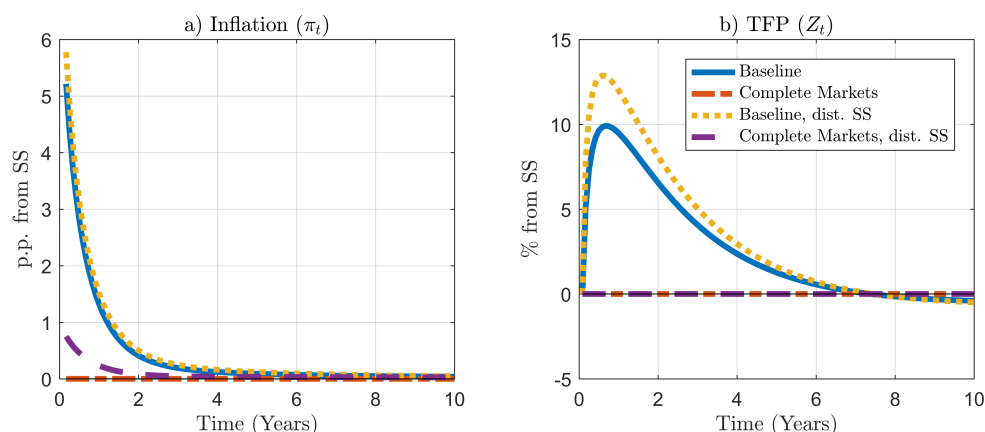 a) Inflation (πt)
p.p. from SS
6
5
4
3
2
1
0
0 2 4 6 8 10
Time (Years)
b) TFP (Zt)
% from SS
15
10
5
0
-5
Baseline
Complete Markets
Baseline, dist. SS
Complete Markets, dist. SS
0 2 4 6 8 10
Time (Years)